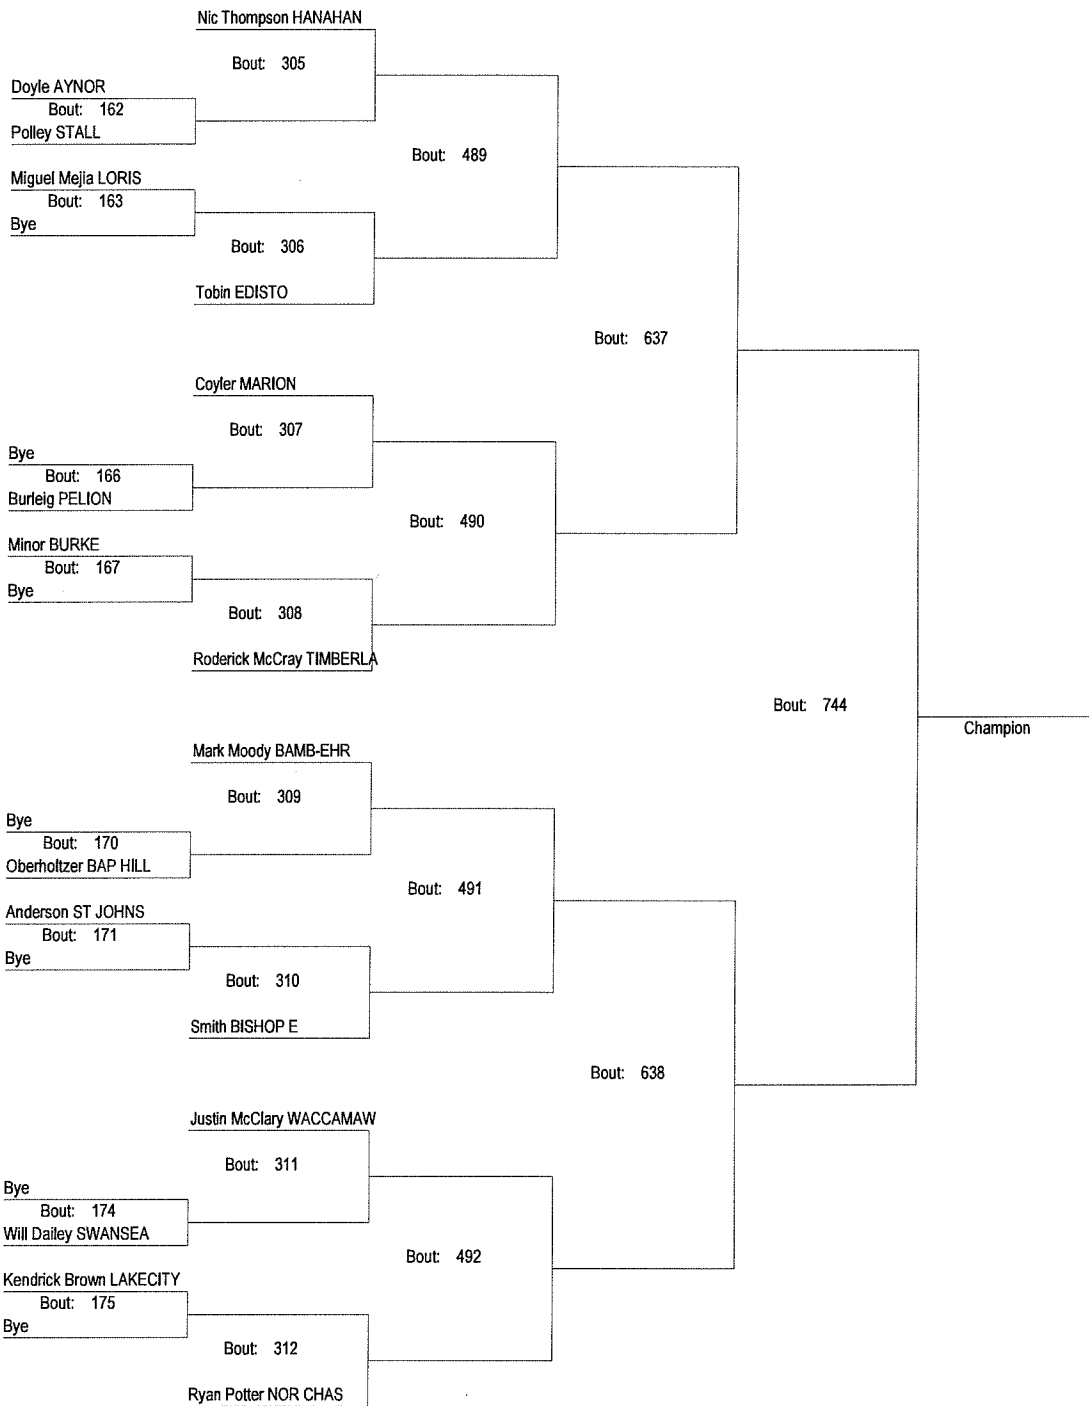 Nic Thompson HANAHAN
Bout: 305
Doyle AYNOR
Bout: 162
Polley STALL
Bout: 489
Miguel Mejia LORIS
Bout: 163
Bye
Bout: 306
Tobin EDISTO
Bout: 637
Coyler MARION
Bout: 307
Bye
Bout: 166
Burleig PELION
Bout: 490
Minor BURKE
Bout: 167
Bye
Bout: 308
Roderick McCray TIMBERLA
Bout: 744
Champion
Mark Moody BAMB-EHR
Bout: 309
Bye
Bout: 170
Oberholtzer BAP HILL
Bout: 491
Anderson ST JOHNS
Bout: 171
Bye
Bout: 310
Smith BISHOP E
Bout: 638
Justin McClary WACCAMAW
Bout: 311
Bye
Bout: 174
Will Dailey SWANSEA
Bout: 492
Kendrick Brown LAKECITY
Bout: 175
Bye
Bout: 312
Ryan Potter NOR CHAS